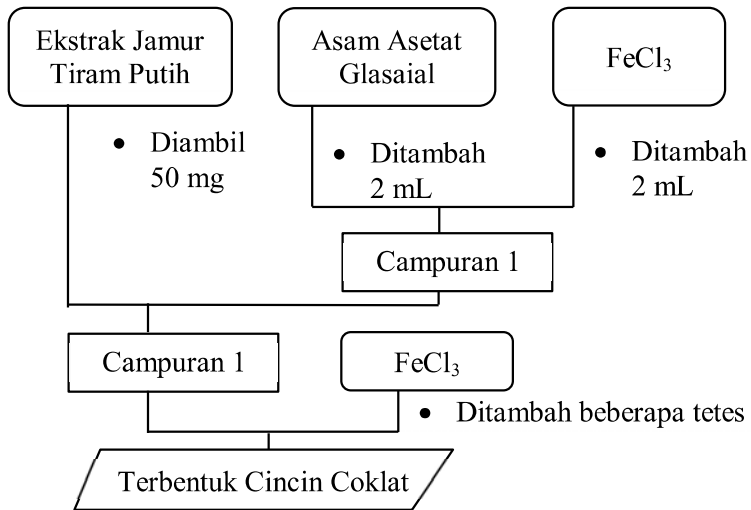 Ekstrak Jamur
Tiram Putih
Asam Asetat
Glasaial
FeCl₃
• Diambil
50 mg
• Ditambah
2 mL
• Ditambah
2 mL
Campuran 1
Campuran 1
FeCl₃
• Ditambah beberapa tetes
Terbentuk Cincin Coklat